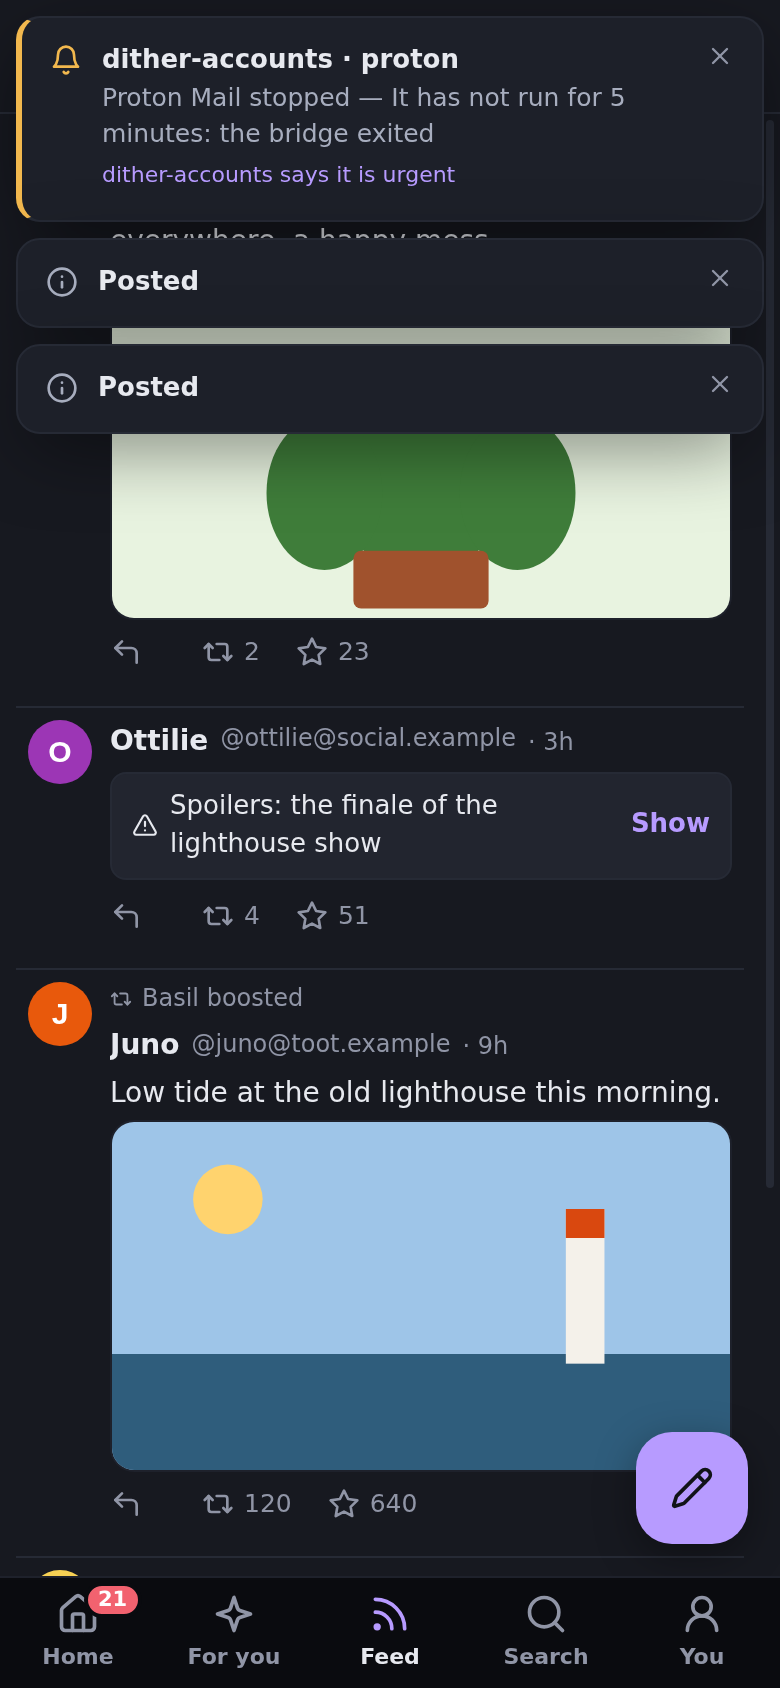 dither-accounts · proton
Proton Mail stopped — It has not run for 5
minutes: the bridge exited
dither-accounts says it is urgent
everywhere, a happy mess
Posted
Posted
2 23
O
Ottilie @ottilie@social.example · 3h
Spoilers: the finale of the
lighthouse show
Show
4 51
Basil boosted
J
Juno @juno@toot.example · 9h
Low tide at the old lighthouse this morning.
120 640
21
Home For you Feed Search You